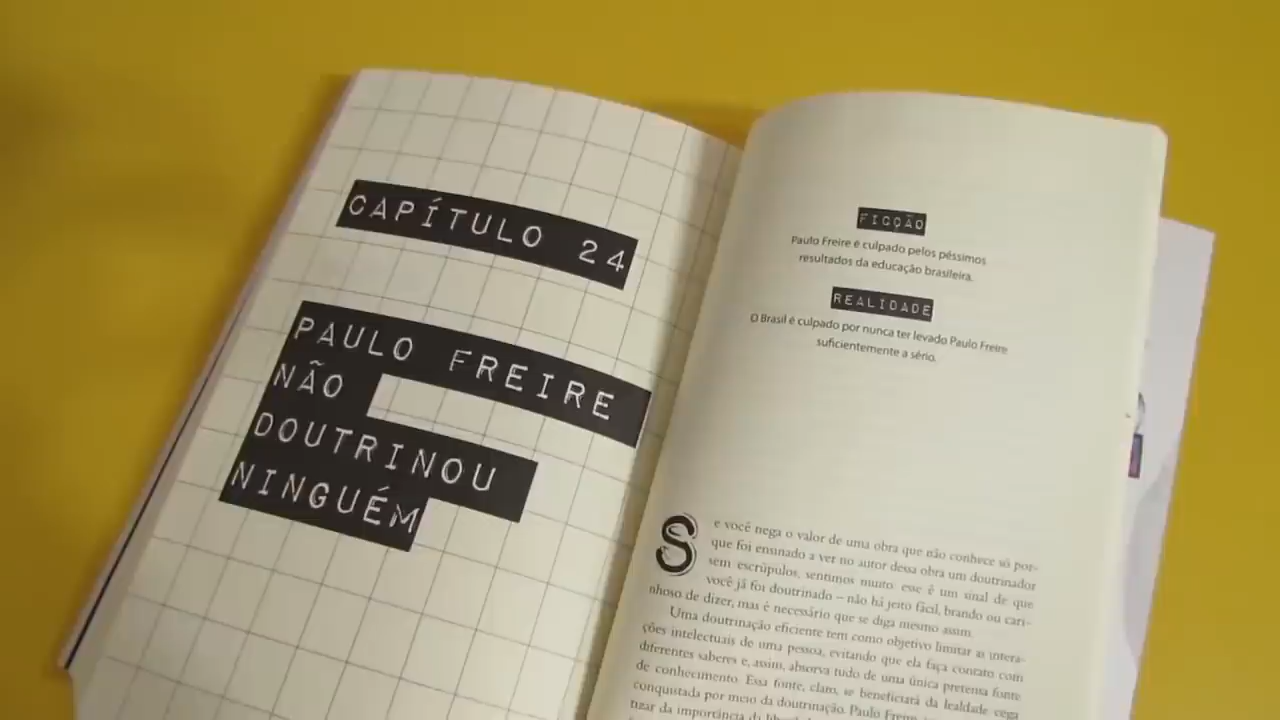 CAPÍTULO 24
PAULO FREIRE
NÃO
DOUTRINOU
NINGUÉM
FICÇÃO
Paulo Freire é culpado pelos péssimos
resultados da educação brasileira.
REALIDADE
O Brasil é culpado por nunca ter levado Paulo Freire
suficientemente a sério.
Se você nega o valor de uma obra que não conhece só por-
que foi ensinado a ver no autor dessa obra um doutrinador
sem escrúpulos, sentimos muito: esse é um sinal de que
você já foi doutrinado – não há jeito fácil, brando ou cari-
nhoso de dizer, mas é necessário que se diga mesmo assim.
Uma doutrinação eficiente tem como objetivo limitar as intera-
ções intelectuais de uma pessoa, evitando que ela faça contato com
diferentes saberes e, assim, absorva tudo de uma única pretensa fonte
de conhecimento. Essa fonte, claro, se beneficiará da lealdade cega
conquistada por meio da doutrinação. Paulo Freire,
tizar da importância da